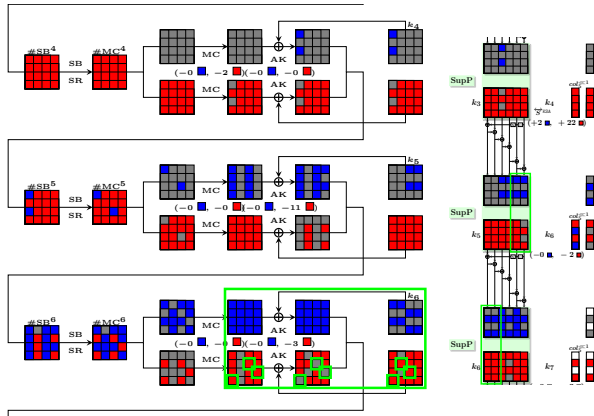 #SB⁴ #MC⁴ k₄
SB
SR
MC AK
(−0 , −2 )(−0 , −0 )
MC AK
SupP
k₃ k₄
(+2 , +22 )
#SB⁵ #MC⁵ k₅
SB
SR
MC AK
(−0 , −0 )(−0 , −11 )
MC AK
SupP
k₅ k₆
(−0 , −2 )
#SB⁶ #MC⁶ k₆
SB
SR
MC AK
(−0 , −0 )(−0 , −3 )
MC AK
SupP
k₆ k₇